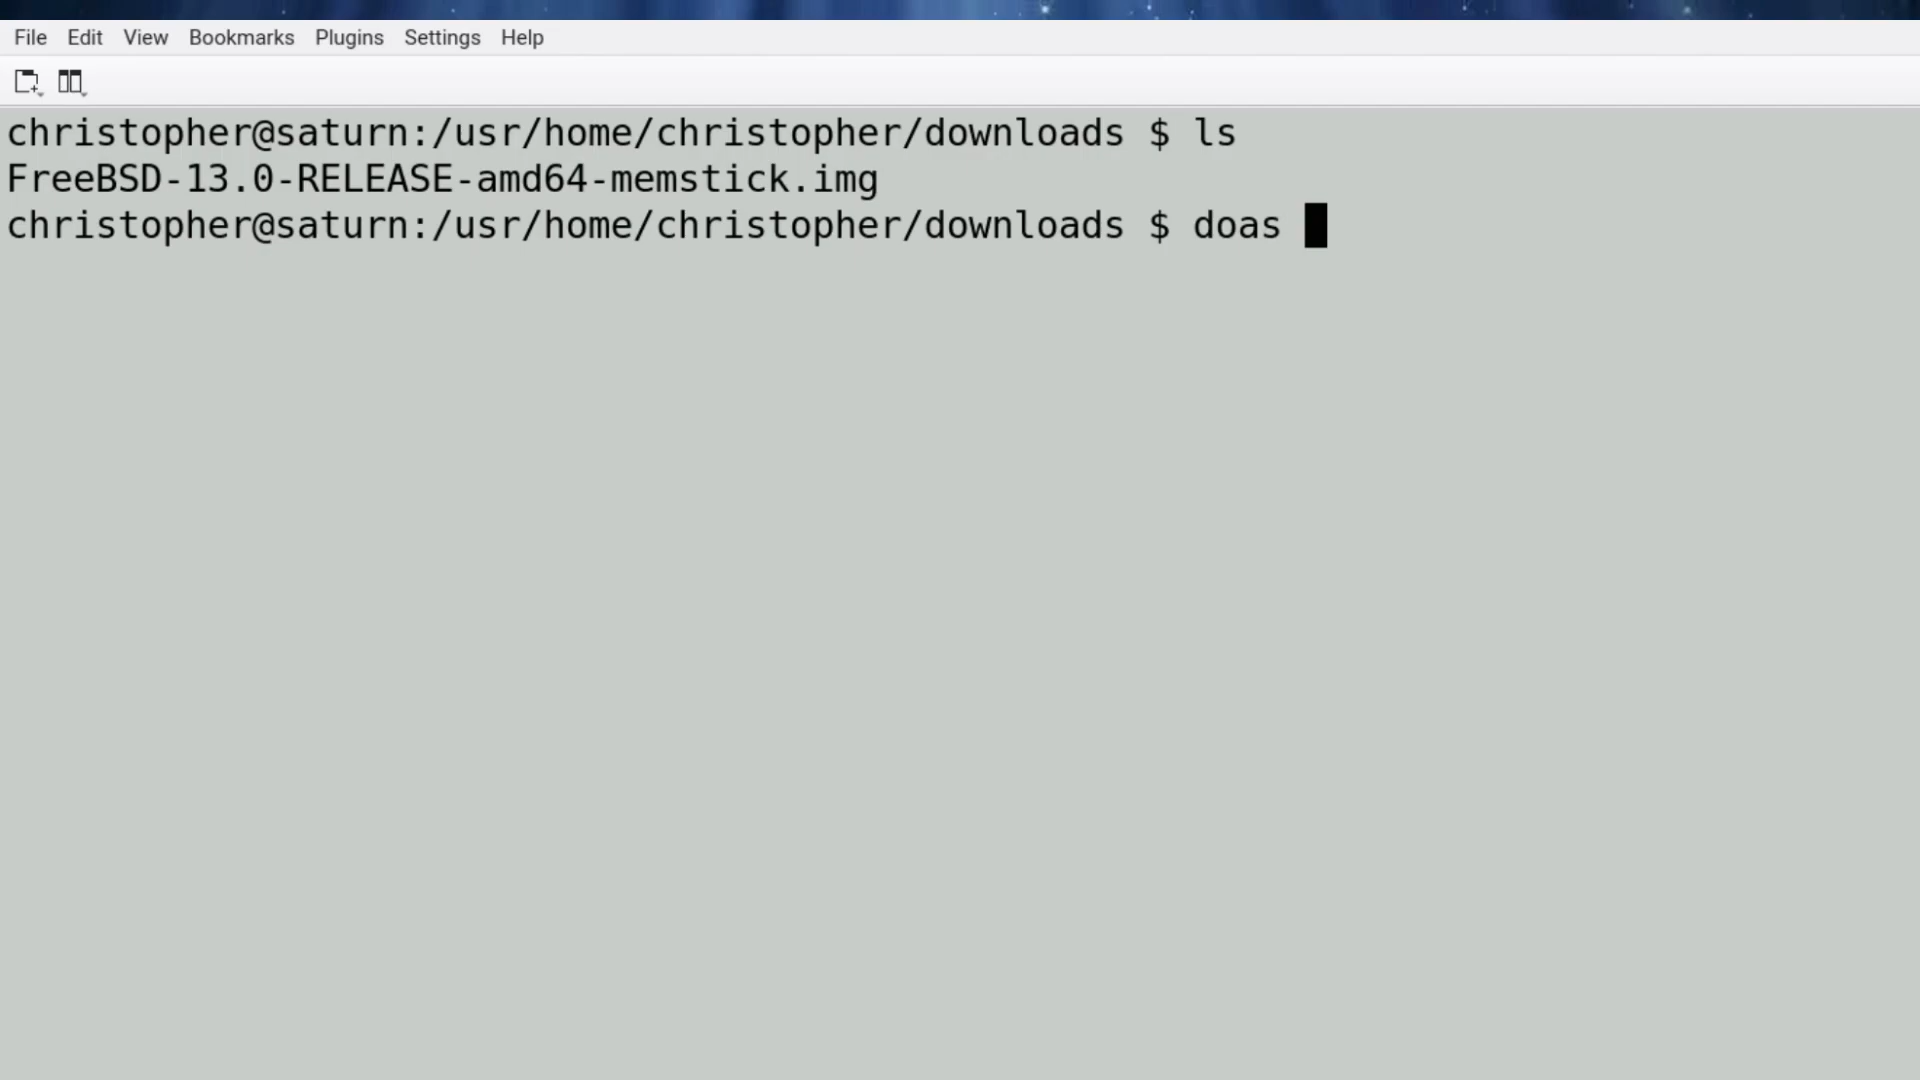 File Edit View Bookmarks Plugins Settings Help
christopher@saturn:/usr/home/christopher/downloads $ ls
FreeBSD-13.0-RELEASE-amd64-memstick.img
christopher@saturn:/usr/home/christopher/downloads $ doas